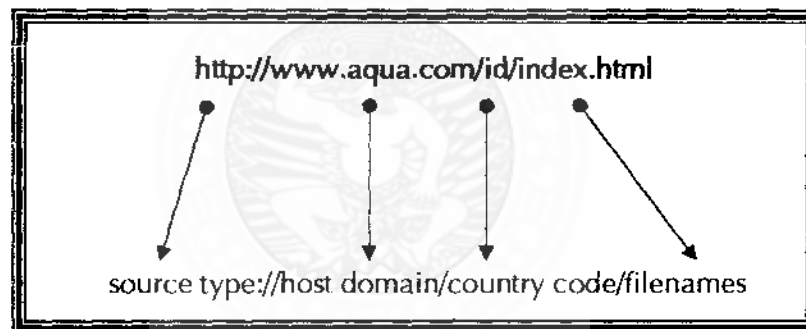 http://www.aqua.com/id/index.html
source type://host domain/country code/filenames